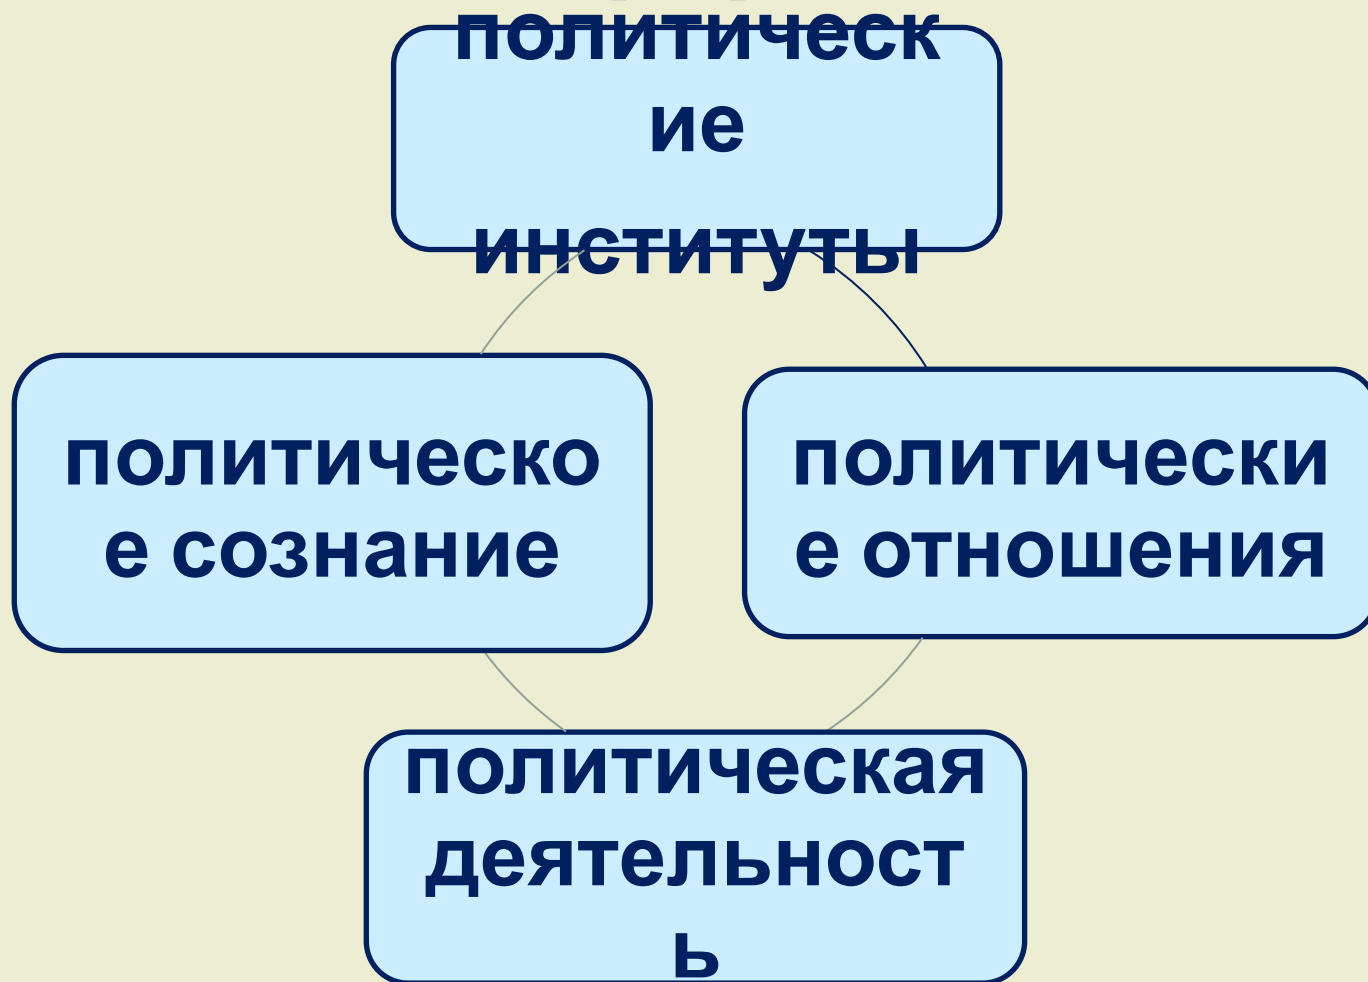 политическ
ие
институты
политическо
е сознание
политически
е отношения
политическая
деятельност
ь